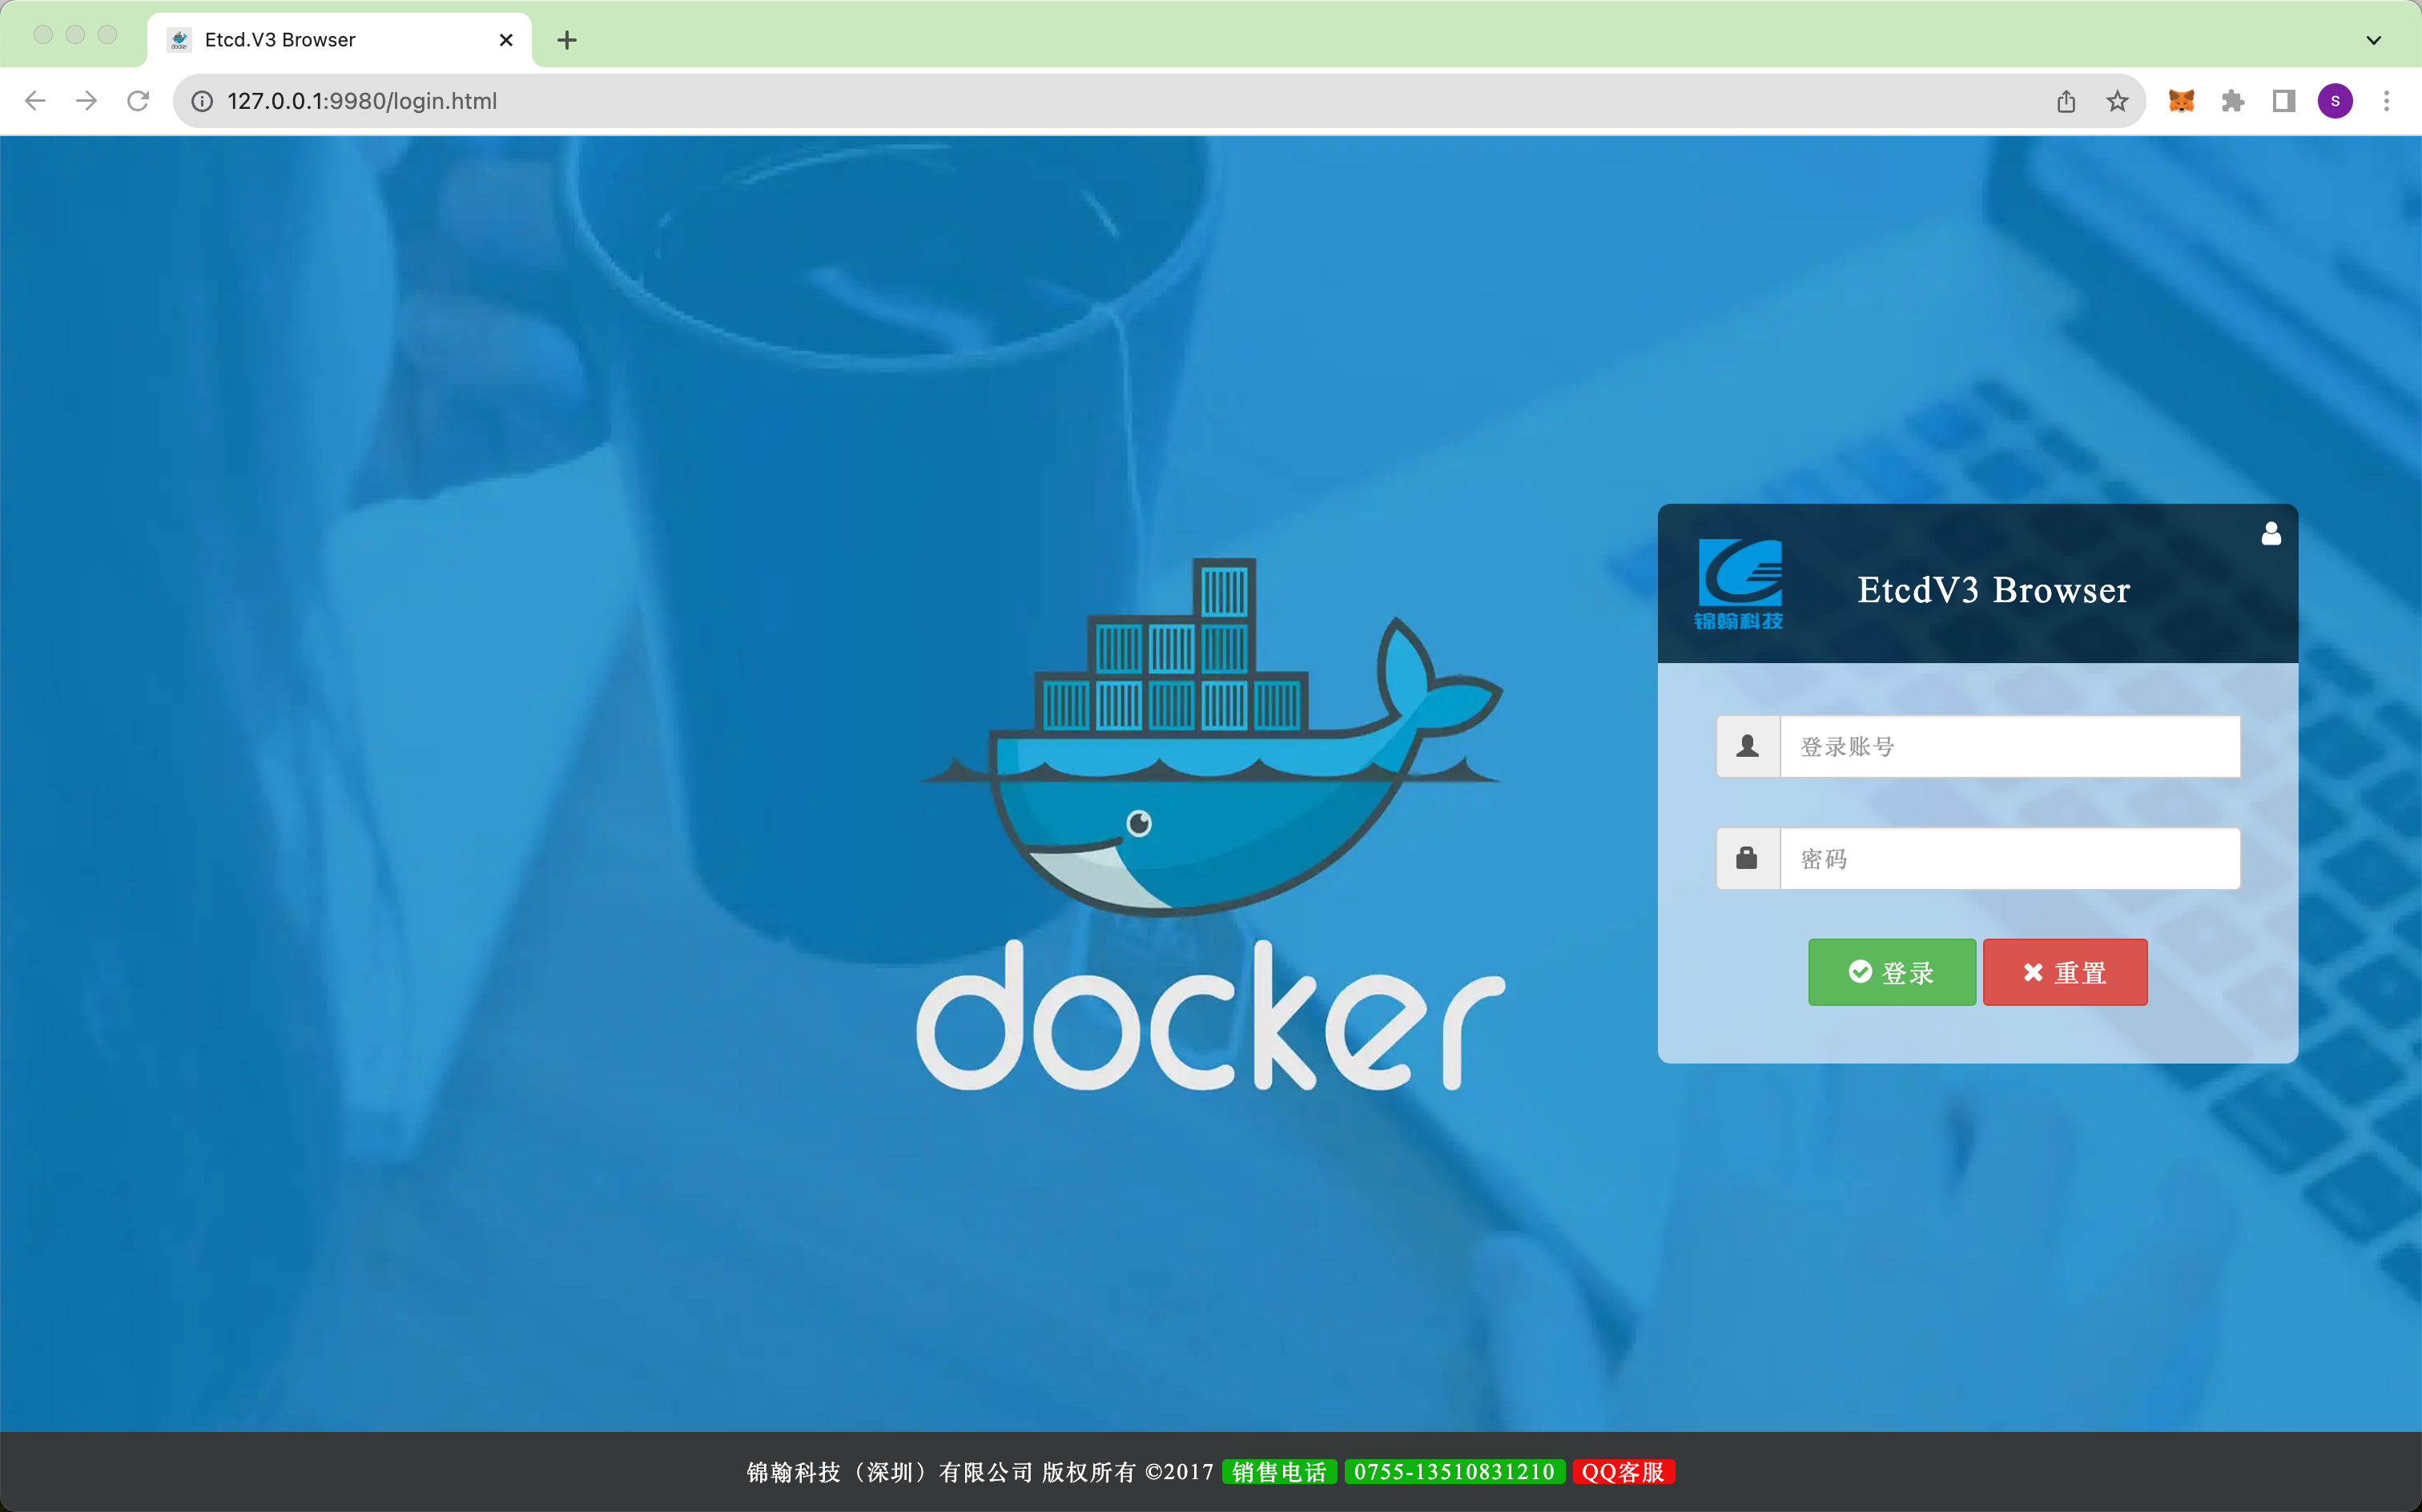 Etcd.V3 Browser
127.0.0.1:9980/login.html
S
锦翰科技
EtcdV3 Browser
登录账号
密码
登录 重置
docker
锦翰科技（深圳）有限公司 版权所有 ©2017 销售电话 0755-13510831210 QQ客服